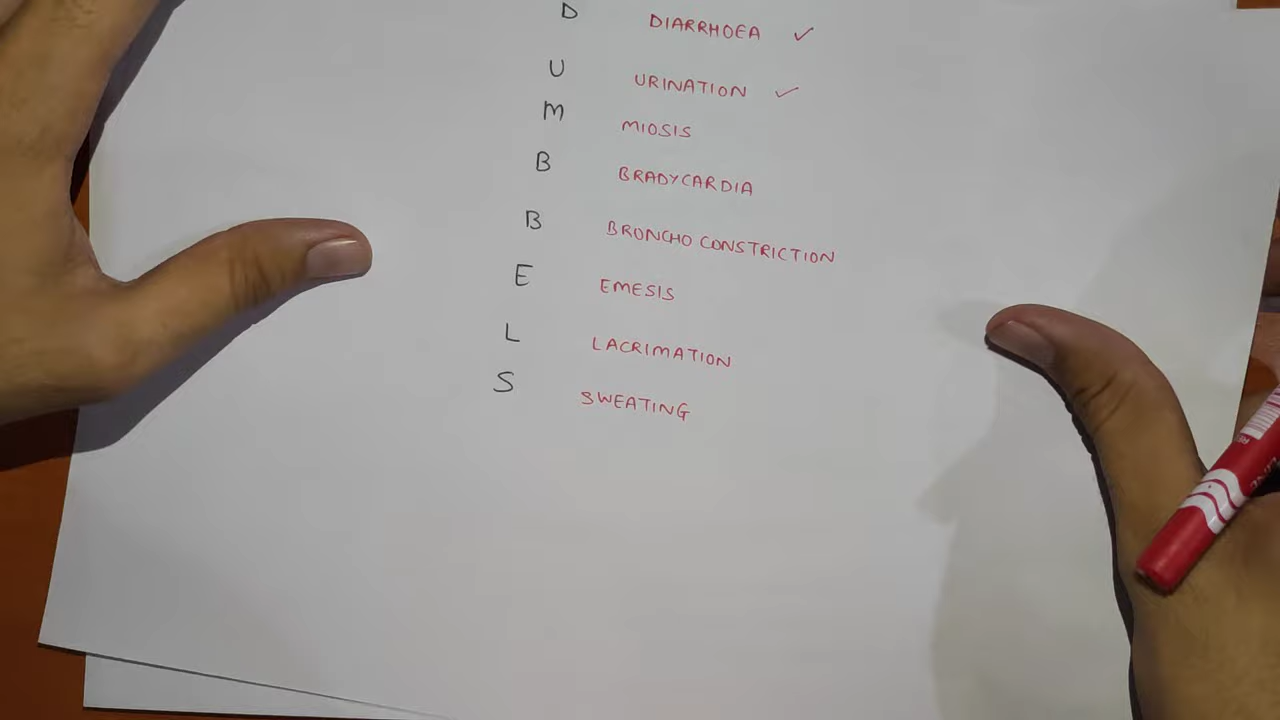 D DIARRHOEA ✓
U URINATION ✓
M MIOSIS
B BRADYCARDIA
B BRONCHO CONSTRICTION
E EMESIS
L LACRIMATION
S SWEATING